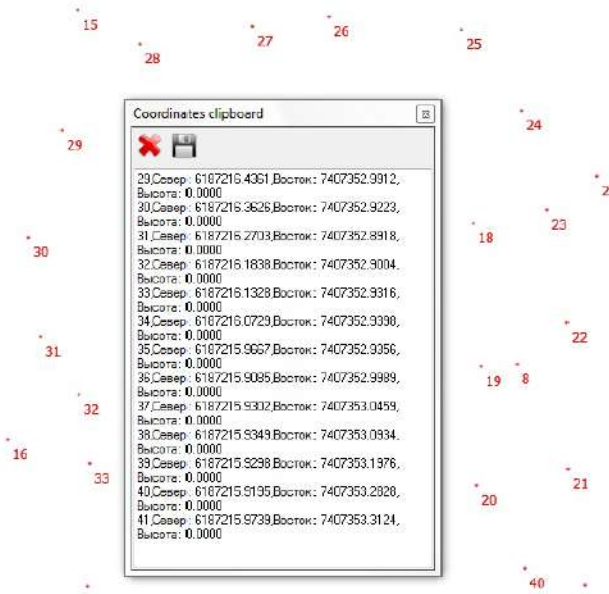 15
28
27
26
25
Coordinates clipboard
24
29
29,Север: 6187216.4361,Восток: 7407352.9912,
Высота: 0.0000
30,Север: 6187216.3626,Восток: 7407352.9223,
Высота: 0.0000
23
31,Север: 6187216.2703,Восток: 7407352.8918,
Высота: 0.0000
18
30
32,Север: 6187216.1838,Восток: 7407352.9004,
Высота: 0.0000
33,Север: 6187216.1328,Восток: 7407352.9316,
Высота: 0.0000
34,Север: 6187216.0729,Восток: 7407352.9398,
Высота: 0.0000
22
35,Север: 6187215.9667,Восток: 7407352.9356,
Высота: 0.0000
31
36,Север: 6187215.9085,Восток: 7407352.9989,
Высота: 0.0000
19
8
37,Север: 6187215.9302,Восток: 7407353.0459,
Высота: 0.0000
32
38,Север: 6187215.9349,Восток: 7407353.0934,
Высота: 0.0000
16
39,Север: 6187215.9298,Восток: 7407353.1976,
Высота: 0.0000
33
21
40,Север: 6187215.9195,Восток: 7407353.2828,
Высота: 0.0000
20
41,Север: 6187215.9739,Восток: 7407353.3124,
Высота: 0.0000
40